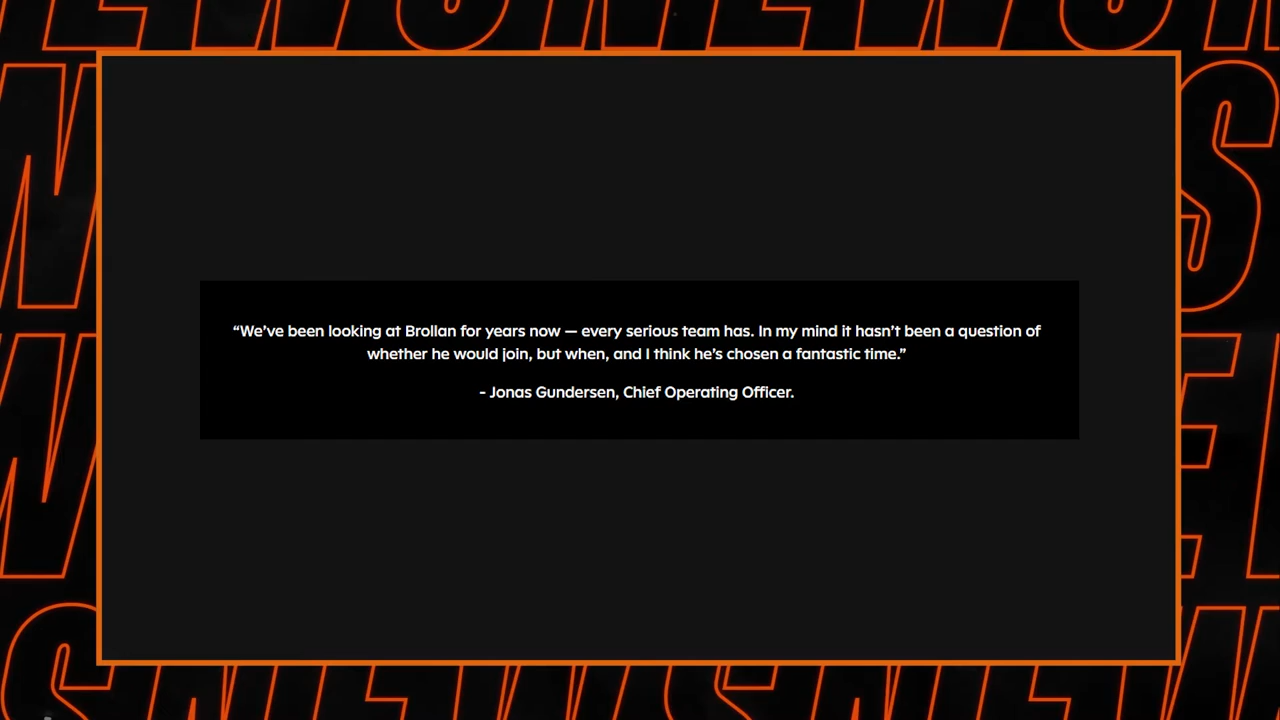 “We’ve been looking at Brollan for years now — every serious team has. In my mind it hasn’t been a question of
whether he would join, but when, and I think he’s chosen a fantastic time.”
- Jonas Gundersen, Chief Operating Officer.